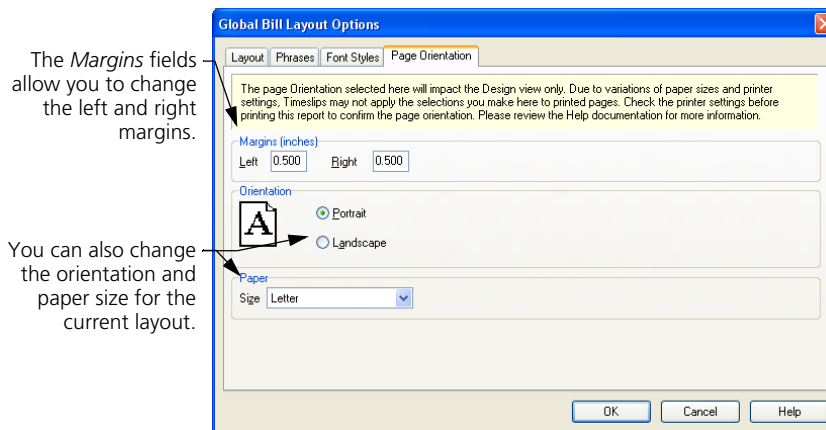 Global Bill Layout Options
Layout Phrases Font Styles Page Orientation
The Margins fields
allow you to change
the left and right
margins.
The page Orientation selected here will impact the Design view only. Due to variations of paper sizes and printer
settings, Timeslips may not apply the selections you make here to printed pages. Check the printer settings before
printing this report to confirm the page orientation. Please review the Help documentation for more information.
Margins (inches)
Left 0.500 Right 0.500
Orientation
A
Portrait
Landscape
You can also change
the orientation and
paper size for the
current layout.
Paper
Size Letter
OK Cancel Help